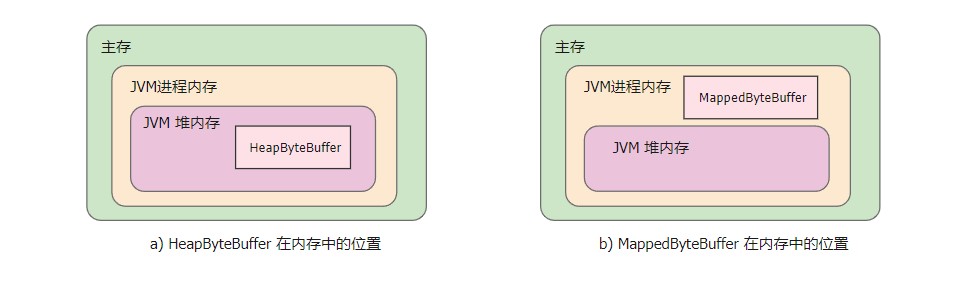 主存
JVM进程内存
JVM 堆内存
HeapByteBuffer
a) HeapByteBuffer 在内存中的位置
主存
JVM进程内存
MappedByteBuffer
JVM 堆内存
b) MappedByteBuffer 在内存中的位置